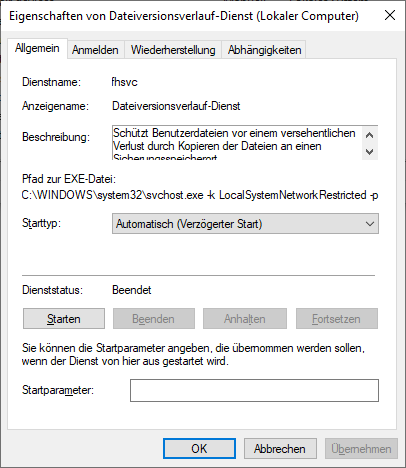 Eigenschaften von Dateiversionsverlauf-Dienst (Lokaler Computer)
Allgemein Anmelden Wiederherstellung Abhängigkeiten
Dienstname: fhsvc
Anzeigename: Dateiversionsverlauf-Dienst
Beschreibung: Schützt Benutzerdateien vor einem versehentlichen
Verlust durch Kopieren der Dateien an einen
Sicherungsspeicherort
Pfad zur EXE-Datei:
C:\WINDOWS\system32\svchost.exe -k LocalSystemNetworkRestricted -p
Starttyp: Automatisch (Verzögerter Start)
Dienststatus: Beendet
Starten Beenden Anhalten Fortsetzen
Sie können die Startparameter angeben, die übernommen werden sollen,
wenn der Dienst von hier aus gestartet wird.
Startparameter:
OK Abbrechen Übernehmen